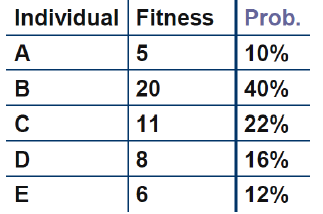 Individual Fitness Prob.
A 5 10%
B 20 40%
C 11 22%
D 8 16%
E 6 12%